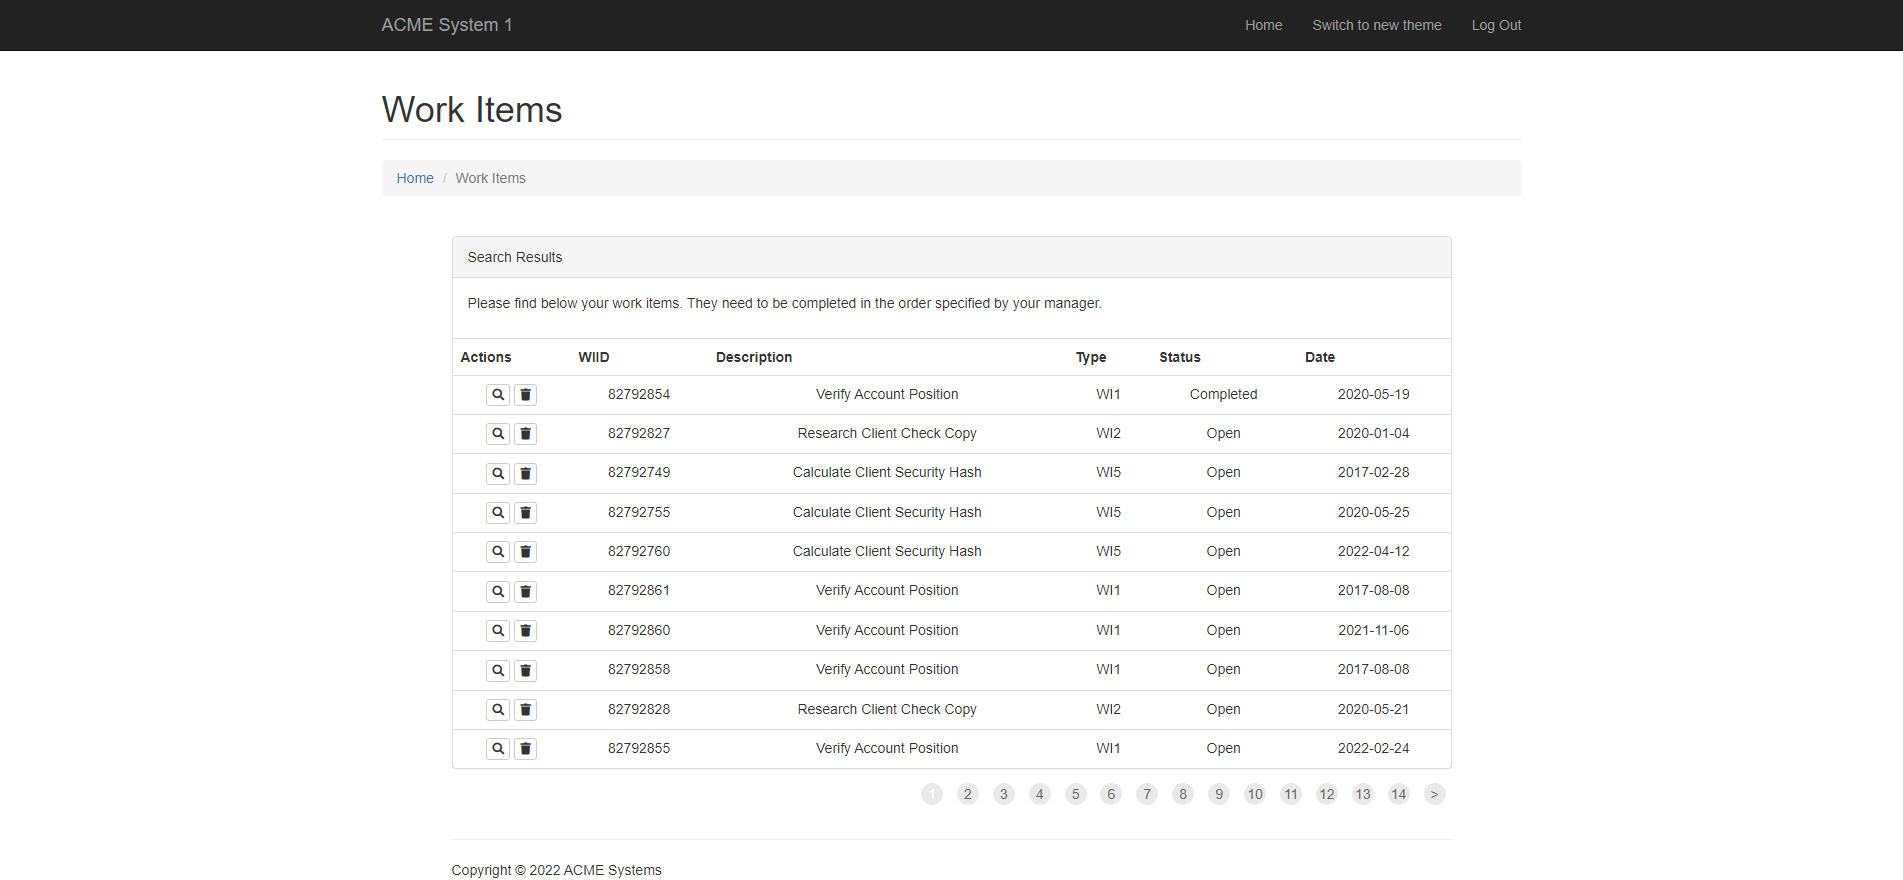 ACME System 1 Home Switch to new theme Log Out
Work Items
Home / Work Items
Search Results
Please find below your work items. They need to be completed in the order specified by your manager.
Actions WIID Description Type Status Date
82792854 Verify Account Position WI1 Completed 2020-05-19
82792827 Research Client Check Copy WI2 Open 2020-01-04
82792749 Calculate Client Security Hash WI5 Open 2017-02-28
82792755 Calculate Client Security Hash WI5 Open 2020-05-25
82792760 Calculate Client Security Hash WI5 Open 2022-04-12
82792861 Verify Account Position WI1 Open 2017-08-08
82792860 Verify Account Position WI1 Open 2021-11-06
82792858 Verify Account Position WI1 Open 2017-08-08
82792828 Research Client Check Copy WI2 Open 2020-05-21
82792855 Verify Account Position WI1 Open 2022-02-24
1 2 3 4 5 6 7 8 9 10 11 12 13 14 >
Copyright © 2022 ACME Systems